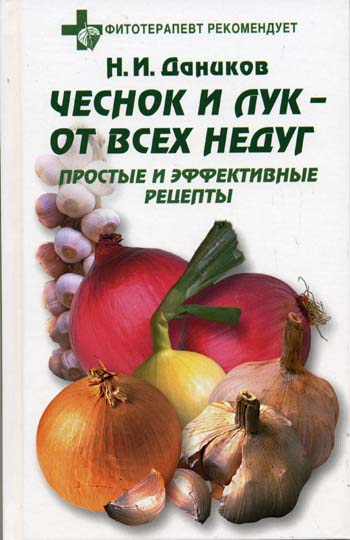 ФИТОТЕРАПЕВТ РЕКОМЕНДУЕТ
Н. И. Даников
ЧЕСНОК И ЛУК –
ОТ ВСЕХ НЕДУГ
ПРОСТЫЕ И ЭФФЕКТИВНЫЕ
РЕЦЕПТЫ